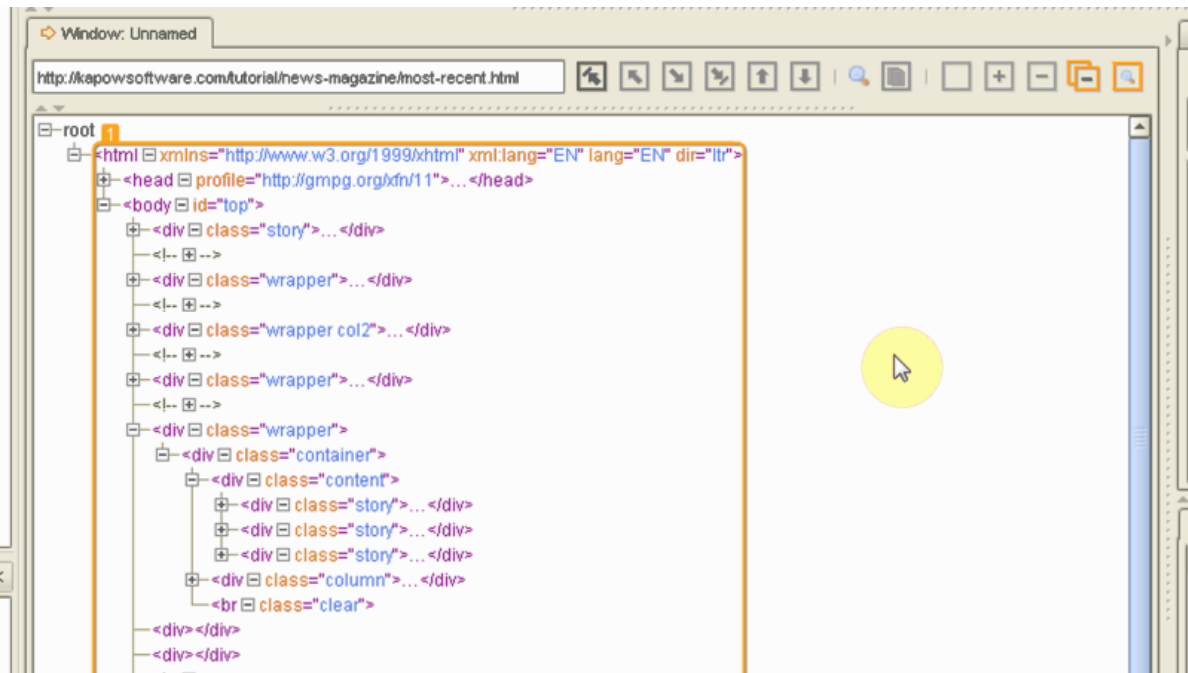 Window: Unnamed
http://kapowsoftware.com/tutorial/news-magazine/most-recent.html
root 1
<html xmlns="http://www.w3.org/1999/xhtml" xml:lang="EN" lang="EN" dir="ltr">
<head profile="http://gmpg.org/xfn/11">...</head>
<body id="top">
<div class="story">...</div>
<!-- -->
<div class="wrapper">...</div>
<!-- -->
<div class="wrapper col2">...</div>
<!-- -->
<div class="wrapper">...</div>
<!-- -->
<div class="wrapper">
<div class="container">
<div class="content">
<div class="story">...</div>
<div class="story">...</div>
<div class="story">...</div>
<div class="column">...</div>
<br class="clear">
<div></div>
<div></div>